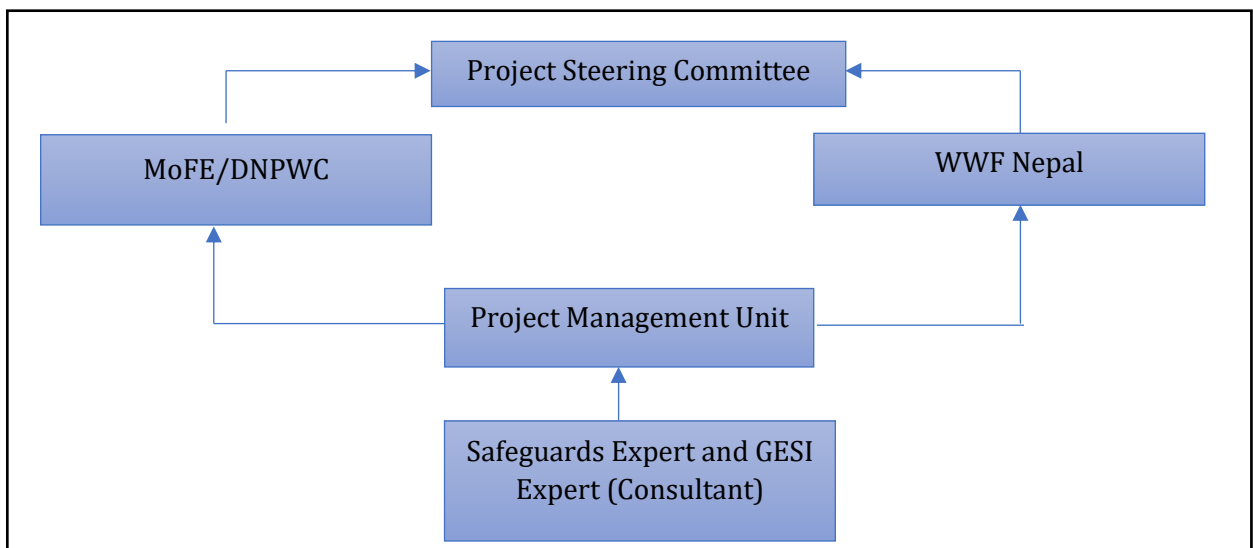 Project Steering Committee
MoFE/DNPWC
WWF Nepal
Project Management Unit
Safeguards Expert and GESI
Expert (Consultant)